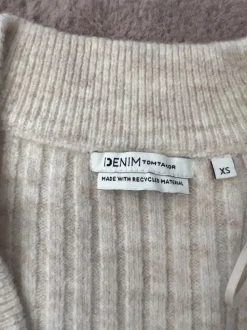 DENIM TOM TAILOR
XS
MADE WITH RECYCLED MATERIAL